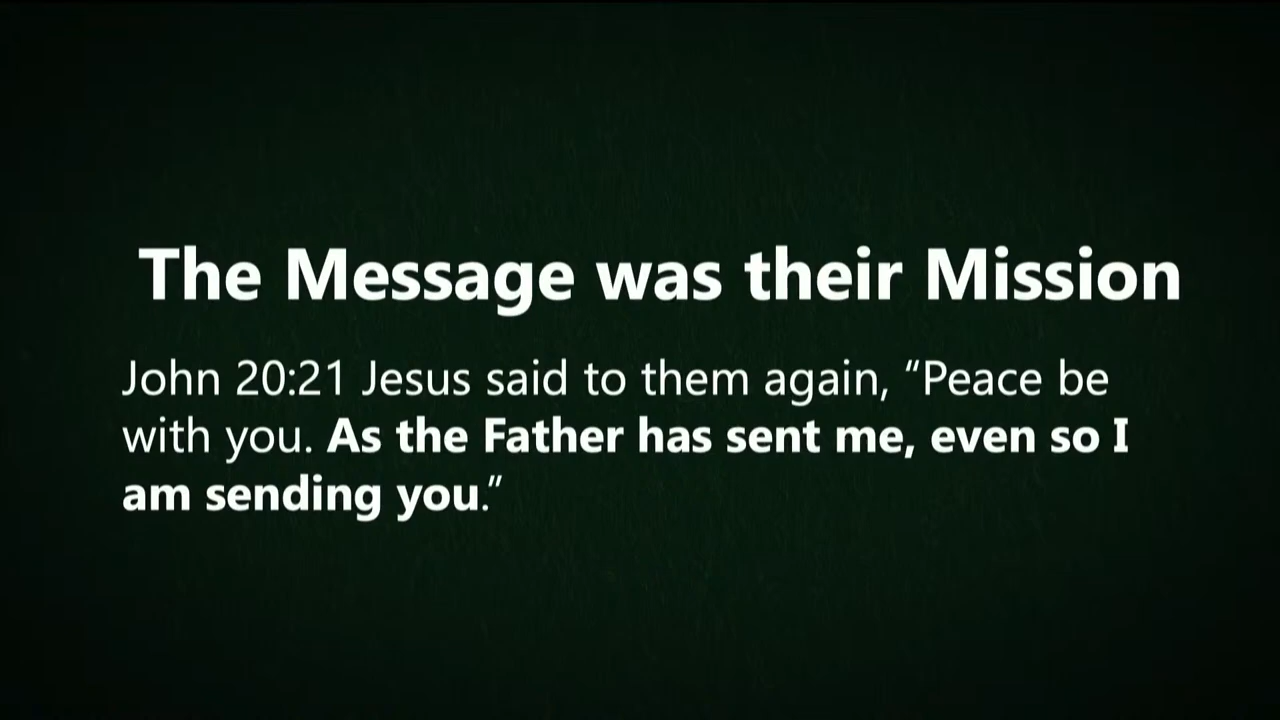 The Message was their Mission
John 20:21 Jesus said to them again, “Peace be
with you. As the Father has sent me, even so I
am sending you.”